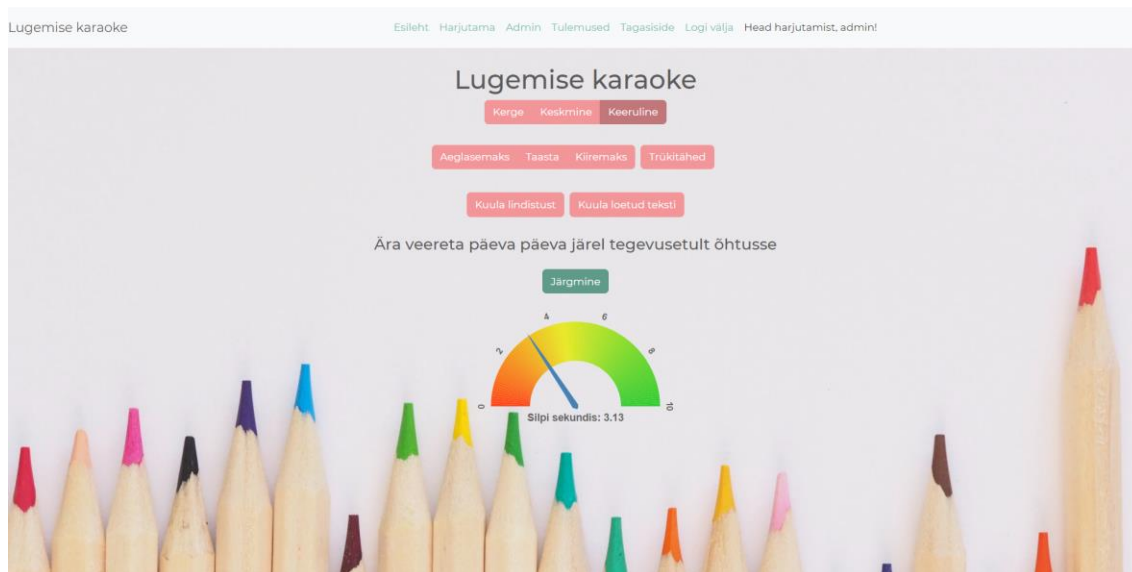 Lugemise karaoke Esileht Harjutama Admin Tulemused Tagasiside Logi välja Head harjutamist, admin!
Lugemise karaoke
Kerge Keskmine Keeruline
Aeglasemaks Taasta Kiiremaks Trükitähed
Kuula lindistust Kuula loetud teksti
Ära veereta päeva päeva järel tegevusetult õhtusse
Järgmine
0 2 4 6 8 10
Silpi sekundis: 3.13